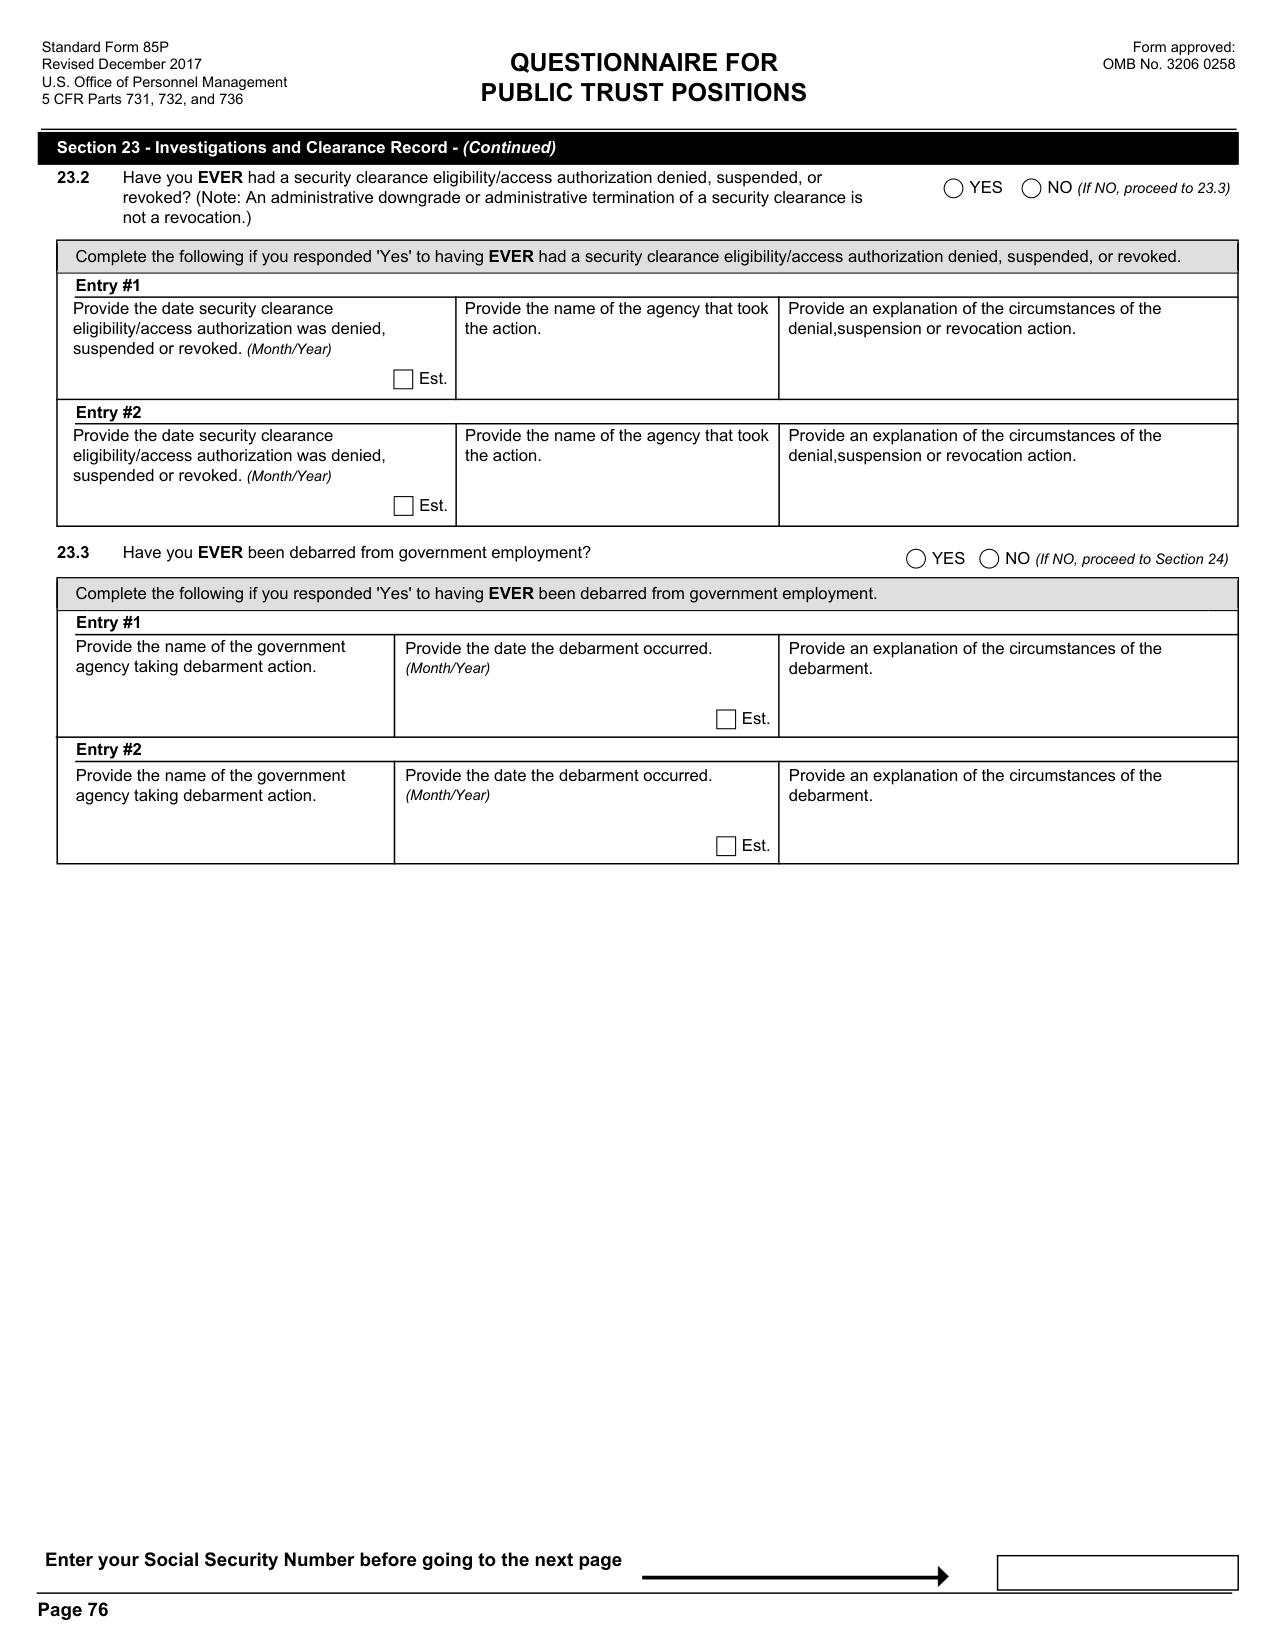 Standard Form 85P
Revised December 2017
U.S. Office of Personnel Management
5 CFR Parts 731, 732, and 736
QUESTIONNAIRE FOR
PUBLIC TRUST POSITIONS
Form approved:
OMB No. 3206 0258
Section 23 - Investigations and Clearance Record - (Continued)
23.2 Have you EVER had a security clearance eligibility/access authorization denied, suspended, or
revoked? (Note: An administrative downgrade or administrative termination of a security clearance is
not a revocation.)
YES NO (If NO, proceed to 23.3)
Complete the following if you responded 'Yes' to having EVER had a security clearance eligibility/access authorization denied, suspended, or revoked.
Entry #1
Provide the date security clearance
eligibility/access authorization was denied,
suspended or revoked. (Month/Year)
Est.
Provide the name of the agency that took
the action.
Provide an explanation of the circumstances of the
denial,suspension or revocation action.
Entry #2
Provide the date security clearance
eligibility/access authorization was denied,
suspended or revoked. (Month/Year)
Est.
Provide the name of the agency that took
the action.
Provide an explanation of the circumstances of the
denial,suspension or revocation action.
23.3 Have you EVER been debarred from government employment?
YES NO (If NO, proceed to Section 24)
Complete the following if you responded 'Yes' to having EVER been debarred from government employment.
Entry #1
Provide the name of the government
agency taking debarment action.
Provide the date the debarment occurred.
(Month/Year)
Est.
Provide an explanation of the circumstances of the
debarment.
Entry #2
Provide the name of the government
agency taking debarment action.
Provide the date the debarment occurred.
(Month/Year)
Est.
Provide an explanation of the circumstances of the
debarment.
Enter your Social Security Number before going to the next page
Page 76